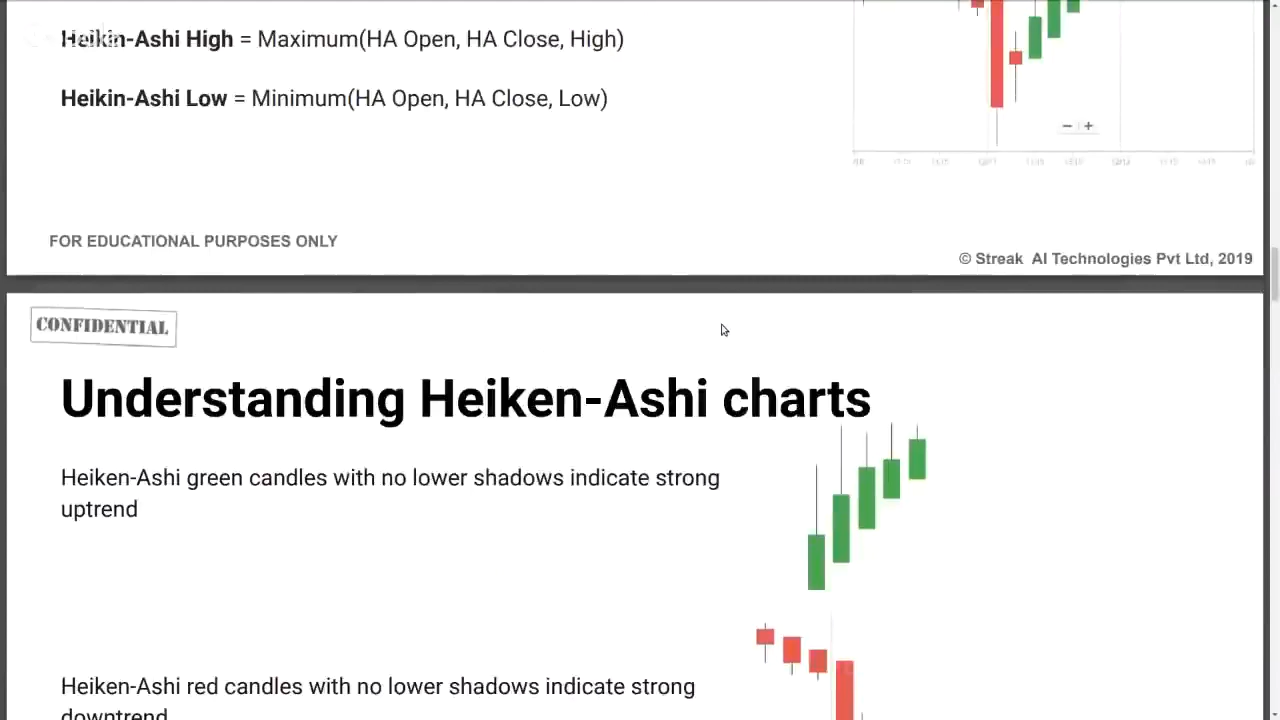 Heikin-Ashi High = Maximum(HA Open, HA Close, High)
Heikin-Ashi Low = Minimum(HA Open, HA Close, Low)
FOR EDUCATIONAL PURPOSES ONLY
© Streak AI Technologies Pvt Ltd, 2019
CONFIDENTIAL
Understanding Heiken-Ashi charts
Heiken-Ashi green candles with no lower shadows indicate strong
uptrend
Heiken-Ashi red candles with no lower shadows indicate strong
downtrend